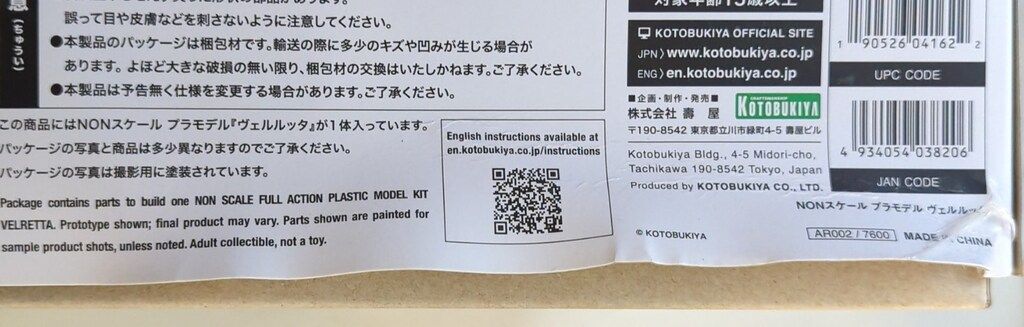 意(ちゅうい)
誤って目や皮膚などを刺さないように注意してください。
●本製品のパッケージは梱包材です。輸送の際に多少のキズや凹みが生じる場合が
あります。よほど大きな破損の無い限り、梱包材の交換はいたしかねます。ご了承ください。
●本製品は予告無く仕様を変更する場合があります。ご了承ください。
この商品にはNONスケール プラモデル『ヴェルルッタ』が1体入っています。
パッケージの写真と商品は多少異なりますのでご了承ください。
パッケージの写真は撮影用に塗装されています。
Package contains parts to build one NON SCALE FULL ACTION PLASTIC MODEL KIT
VELRETTA. Prototype shown; final product may vary. Parts shown are painted for
sample product shots, unless noted. Adult collectible, not a toy.
English instructions available at
en.kotobukiya.co.jp/instructions
対象年齢15歳以上
KOTOBUKIYA OFFICIAL SITE
JPN〉www.kotobukiya.co.jp
ENG〉en.kotobukiya.co.jp
■企画・制作・発売■
株式会社 壽 屋
CRAFTSMANSHIP
KOTOBUKIYA
〒190-8542 東京都立川市緑町4-5 壽屋ビル
Kotobukiya Bldg., 4-5 Midori-cho,
Tachikawa 190-8542 Tokyo, Japan
Produced by KOTOBUKIYA CO., LTD.
© KOTOBUKIYA
1 90526 04162 2
UPC CODE
4 934054 038206
JAN CODE
NONスケール プラモデル ヴェルルッ
AR002 / 7600
MADE IN CHINA